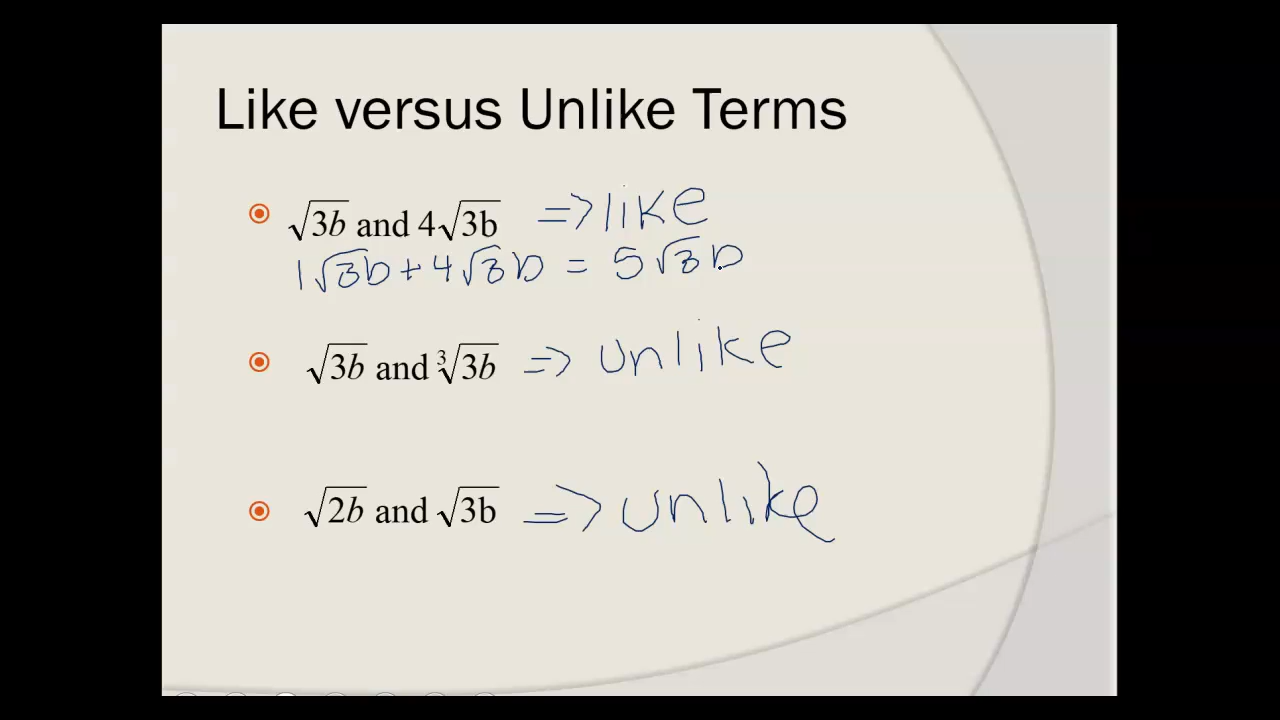 Like versus Unlike Terms
√3b and 4√3b => like
1√3b + 4√3b = 5√3b
√3b and ³√3b => unlike
√2b and √3b => unlike